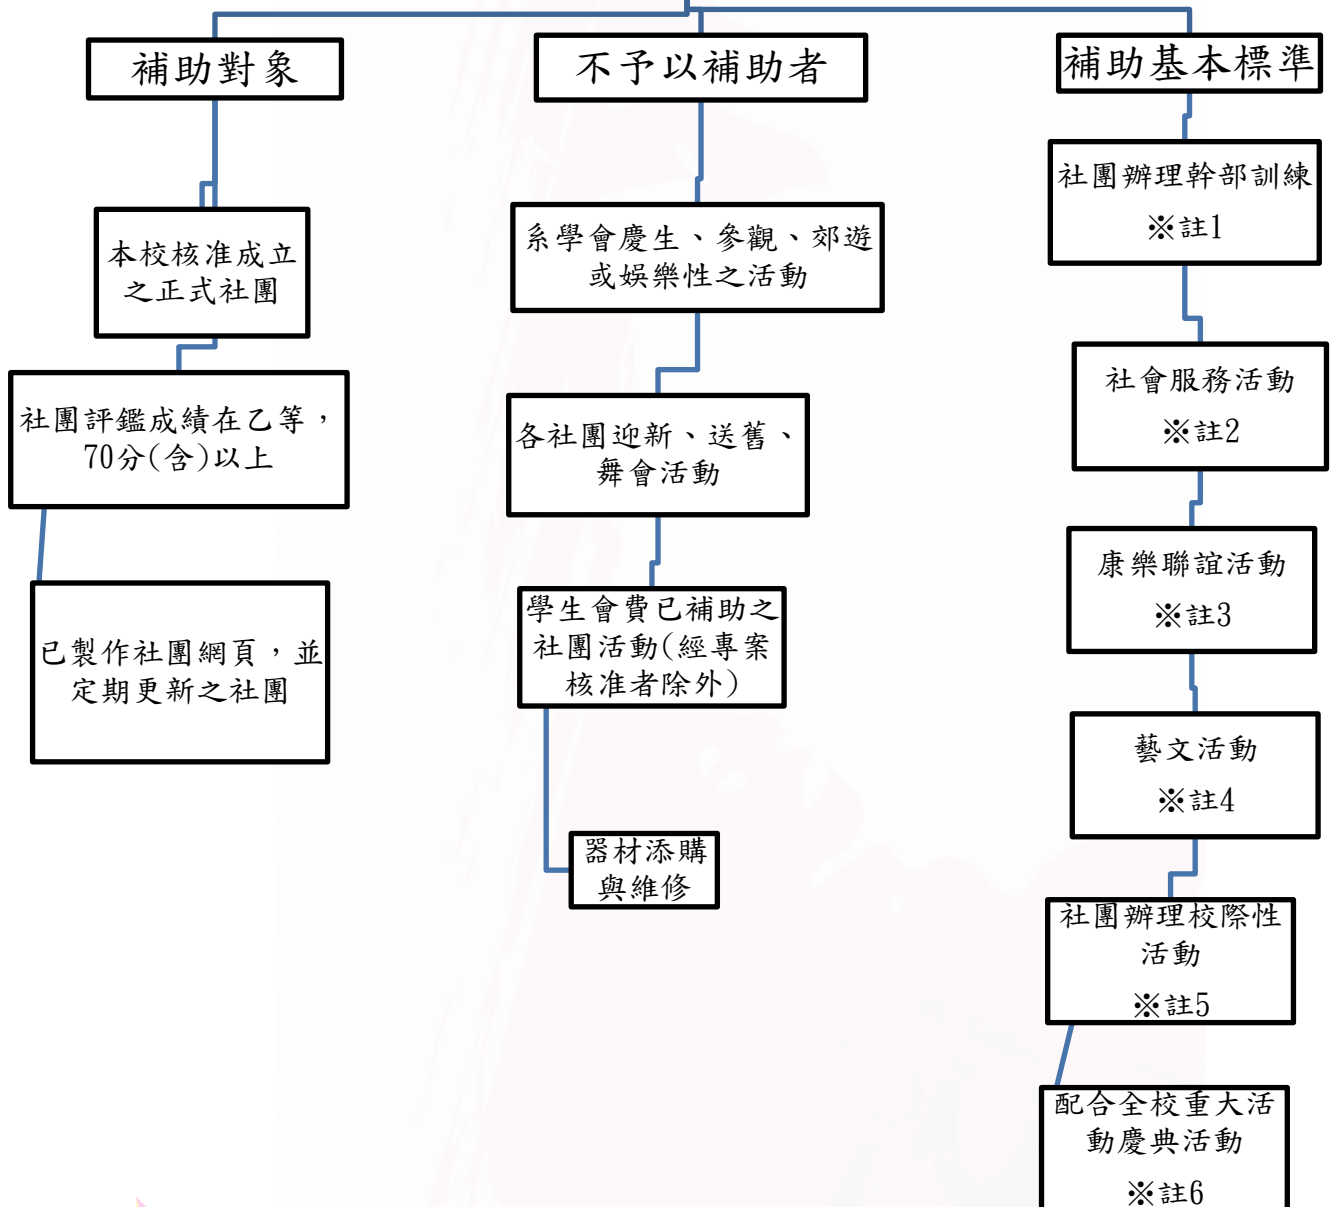 補助對象
本校核准成立
之正式社團
社團評鑑成績在乙等，
70分(含)以上
已製作社團網頁，並
定期更新之社團
不予以補助者
系學會慶生、參觀、郊遊
或娛樂性之活動
各社團迎新、送舊、
舞會活動
學生會費已補助之
社團活動(經專案
核准者除外)
器材添購
與維修
補助基本標準
社團辦理幹部訓練
※註1
社會服務活動
※註2
康樂聯誼活動
※註3
藝文活動
※註4
社團辦理校際性
活動
※註5
配合全校重大活
動慶典活動
※註6